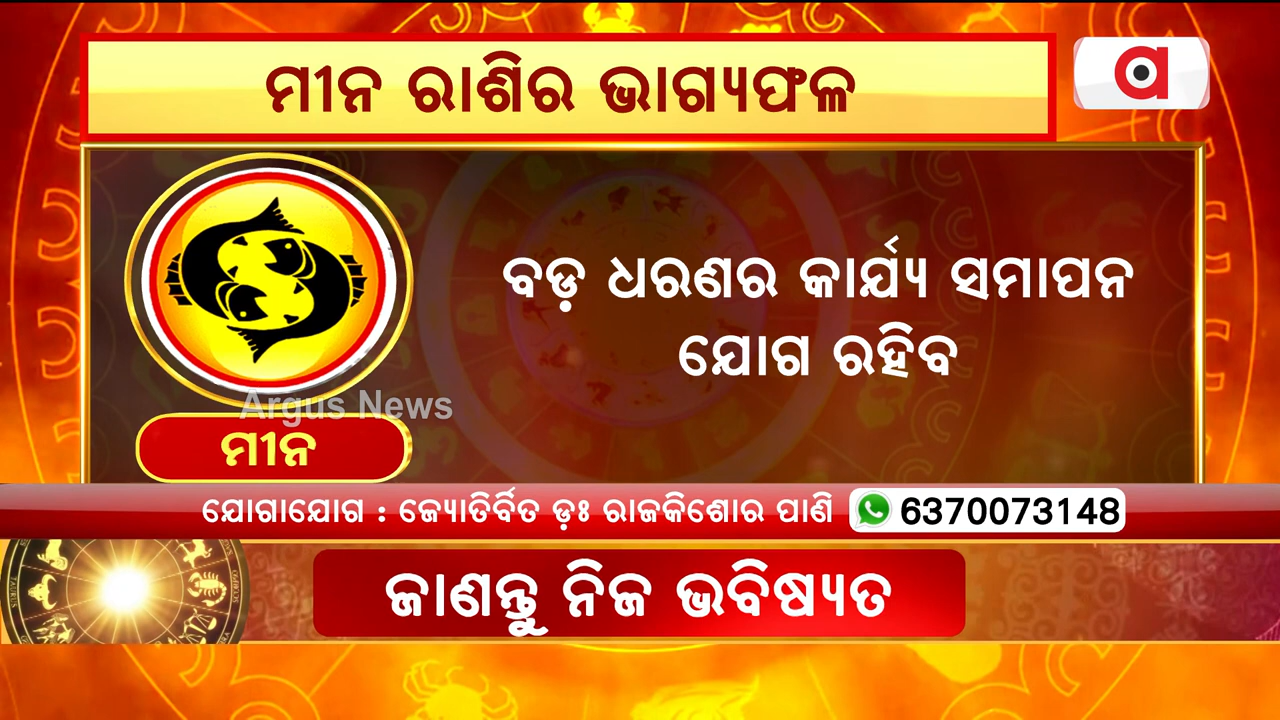 ମୀନ ରାଶିର ଭାଗ୍ୟଫଳ
a
ବଡ଼ ଧରଣର କାର୍ଯ୍ୟ ସମାପନ
ଯୋଗ ରହିବ
Argus News
ମୀନ
ଯୋଗାଯୋଗ : ଜ୍ୟୋତିର୍ବିତ ଡ଼ଃ ରାଜକିଶୋର ପାଣି 6370073148
ଜାଣନ୍ତୁ ନିଜ ଭବିଷ୍ୟତ